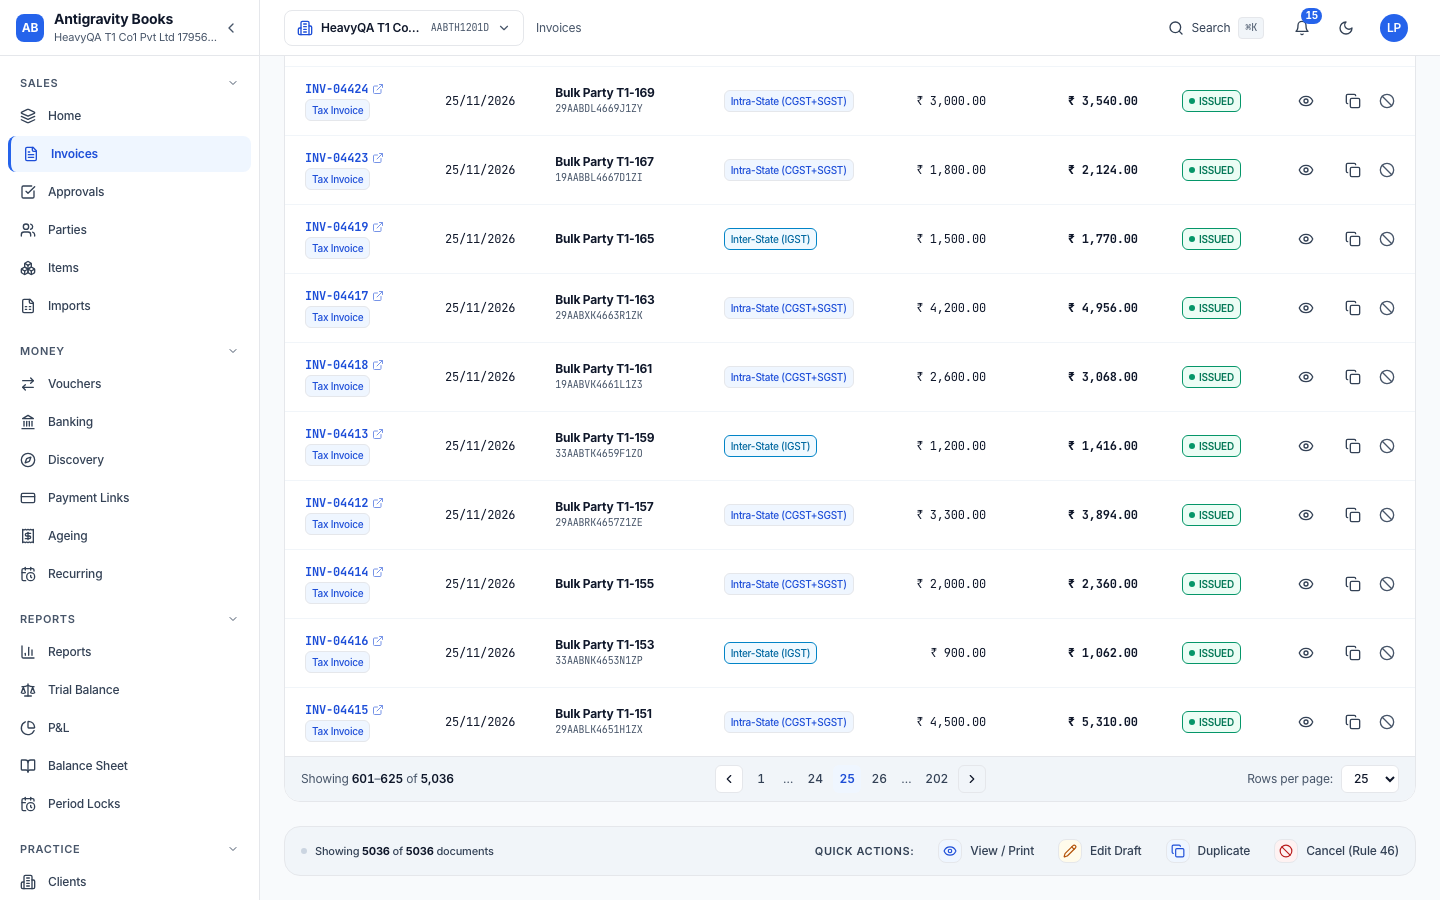 AB
Antigravity Books
HeavyQA T1 Co1 Pvt Ltd 17956...
HeavyQA T1 Co...
AABTH1201D
Invoices
Search
⌘K
15
LP
SALES
Home
Invoices
Approvals
Parties
Items
Imports
MONEY
Vouchers
Banking
Discovery
Payment Links
Ageing
Recurring
REPORTS
Reports
Trial Balance
P&L
Balance Sheet
Period Locks
PRACTICE
Clients
INV-04424
Tax Invoice
25/11/2026
Bulk Party T1-169
29AABDL4669J1ZY
Intra-State (CGST+SGST)
₹ 3,000.00
₹ 3,540.00
ISSUED
INV-04423
Tax Invoice
25/11/2026
Bulk Party T1-167
19AABBL4667D1ZI
Intra-State (CGST+SGST)
₹ 1,800.00
₹ 2,124.00
ISSUED
INV-04419
Tax Invoice
25/11/2026
Bulk Party T1-165
Inter-State (IGST)
₹ 1,500.00
₹ 1,770.00
ISSUED
INV-04417
Tax Invoice
25/11/2026
Bulk Party T1-163
29AABXK4663R1ZK
Intra-State (CGST+SGST)
₹ 4,200.00
₹ 4,956.00
ISSUED
INV-04418
Tax Invoice
25/11/2026
Bulk Party T1-161
19AABVK4661L1Z3
Intra-State (CGST+SGST)
₹ 2,600.00
₹ 3,068.00
ISSUED
INV-04413
Tax Invoice
25/11/2026
Bulk Party T1-159
33AABTK4659F1ZO
Inter-State (IGST)
₹ 1,200.00
₹ 1,416.00
ISSUED
INV-04412
Tax Invoice
25/11/2026
Bulk Party T1-157
29AABRK4657Z1ZE
Intra-State (CGST+SGST)
₹ 3,300.00
₹ 3,894.00
ISSUED
INV-04414
Tax Invoice
25/11/2026
Bulk Party T1-155
Intra-State (CGST+SGST)
₹ 2,000.00
₹ 2,360.00
ISSUED
INV-04416
Tax Invoice
25/11/2026
Bulk Party T1-153
33AABNK4653N1ZP
Inter-State (IGST)
₹ 900.00
₹ 1,062.00
ISSUED
INV-04415
Tax Invoice
25/11/2026
Bulk Party T1-151
29AABLK4651H1ZX
Intra-State (CGST+SGST)
₹ 4,500.00
₹ 5,310.00
ISSUED
Showing 601–625 of 5,036
1 ... 24 25 26 ... 202
Rows per page: 25
Showing 5036 of 5036 documents
QUICK ACTIONS:
View / Print
Edit Draft
Duplicate
Cancel (Rule 46)